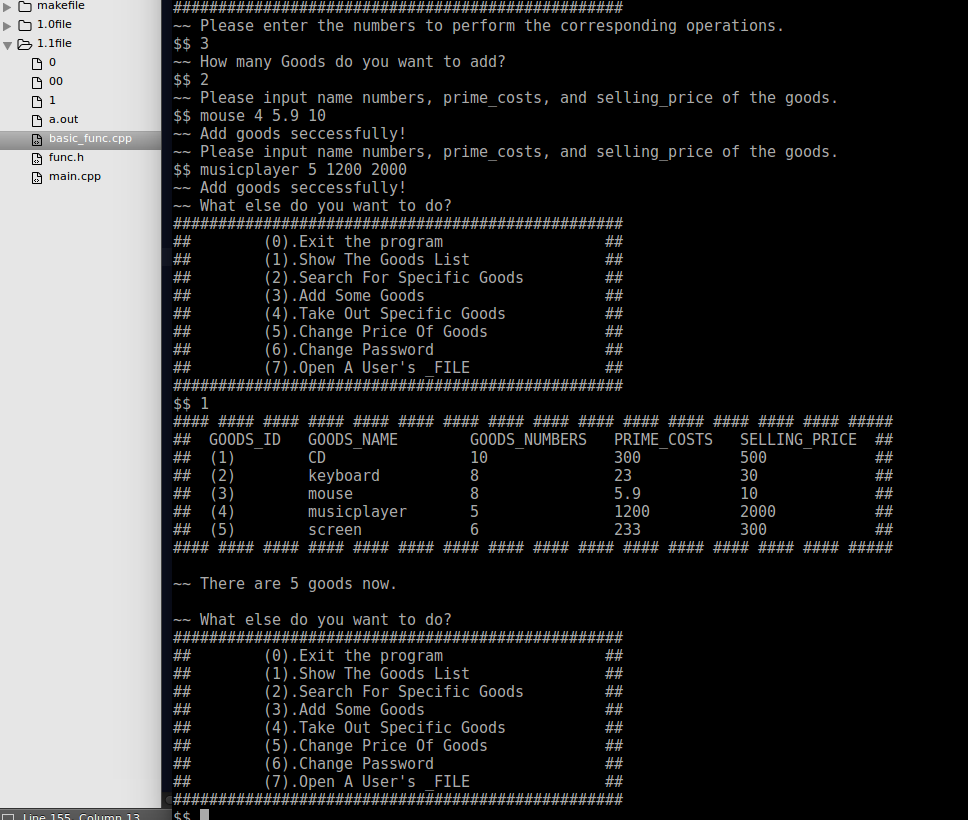 makefile
1.0file
1.1file
0
00
1
a.out
basic_func.cpp
func.h
main.cpp
Line 155, Column 13
##################################################
~~ Please enter the numbers to perform the corresponding operations.
$$ 3
~~ How many Goods do you want to add?
$$ 2
~~ Please input name numbers, prime_costs, and selling_price of the goods.
$$ mouse 4 5.9 10
~~ Add goods seccessfully!
~~ Please input name numbers, prime_costs, and selling_price of the goods.
$$ musicplayer 5 1200 2000
~~ Add goods seccessfully!
~~ What else do you want to do?
##################################################
##        (0).Exit the program                  ##
##        (1).Show The Goods List               ##
##        (2).Search For Specific Goods         ##
##        (3).Add Some Goods                    ##
##        (4).Take Out Specific Goods           ##
##        (5).Change Price Of Goods             ##
##        (6).Change Password                   ##
##        (7).Open A User's _FILE               ##
##################################################
$$ 1
#### #### #### #### #### #### #### #### #### #### #### #### #### #### #### #####
##  GOODS_ID   GOODS_NAME        GOODS_NUMBERS   PRIME_COSTS   SELLING_PRICE  ##
##  (1)        CD                10              300           500            ##
##  (2)        keyboard          8               23            30             ##
##  (3)        mouse             8               5.9           10             ##
##  (4)        musicplayer       5               1200          2000           ##
##  (5)        screen            6               233           300            ##
#### #### #### #### #### #### #### #### #### #### #### #### #### #### #### #####
~~ There are 5 goods now.
~~ What else do you want to do?
##################################################
##        (0).Exit the program                  ##
##        (1).Show The Goods List               ##
##        (2).Search For Specific Goods         ##
##        (3).Add Some Goods                    ##
##        (4).Take Out Specific Goods           ##
##        (5).Change Price Of Goods             ##
##        (6).Change Password                   ##
##        (7).Open A User's _FILE               ##
##################################################
$$